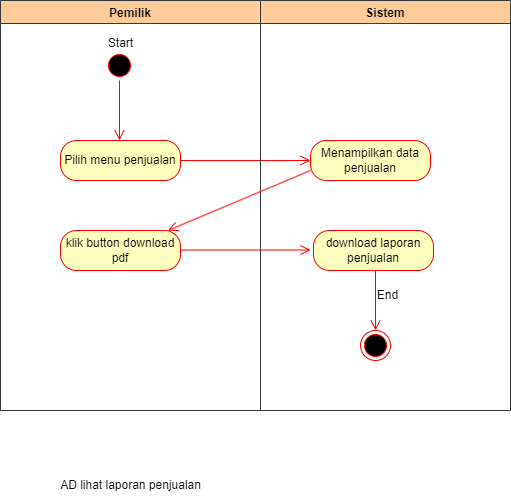 Pemilik
Sistem
Start
Pilih menu penjualan
Menampilkan data
penjualan
klik button download
pdf
download laporan
penjualan
End
AD lihat laporan penjualan